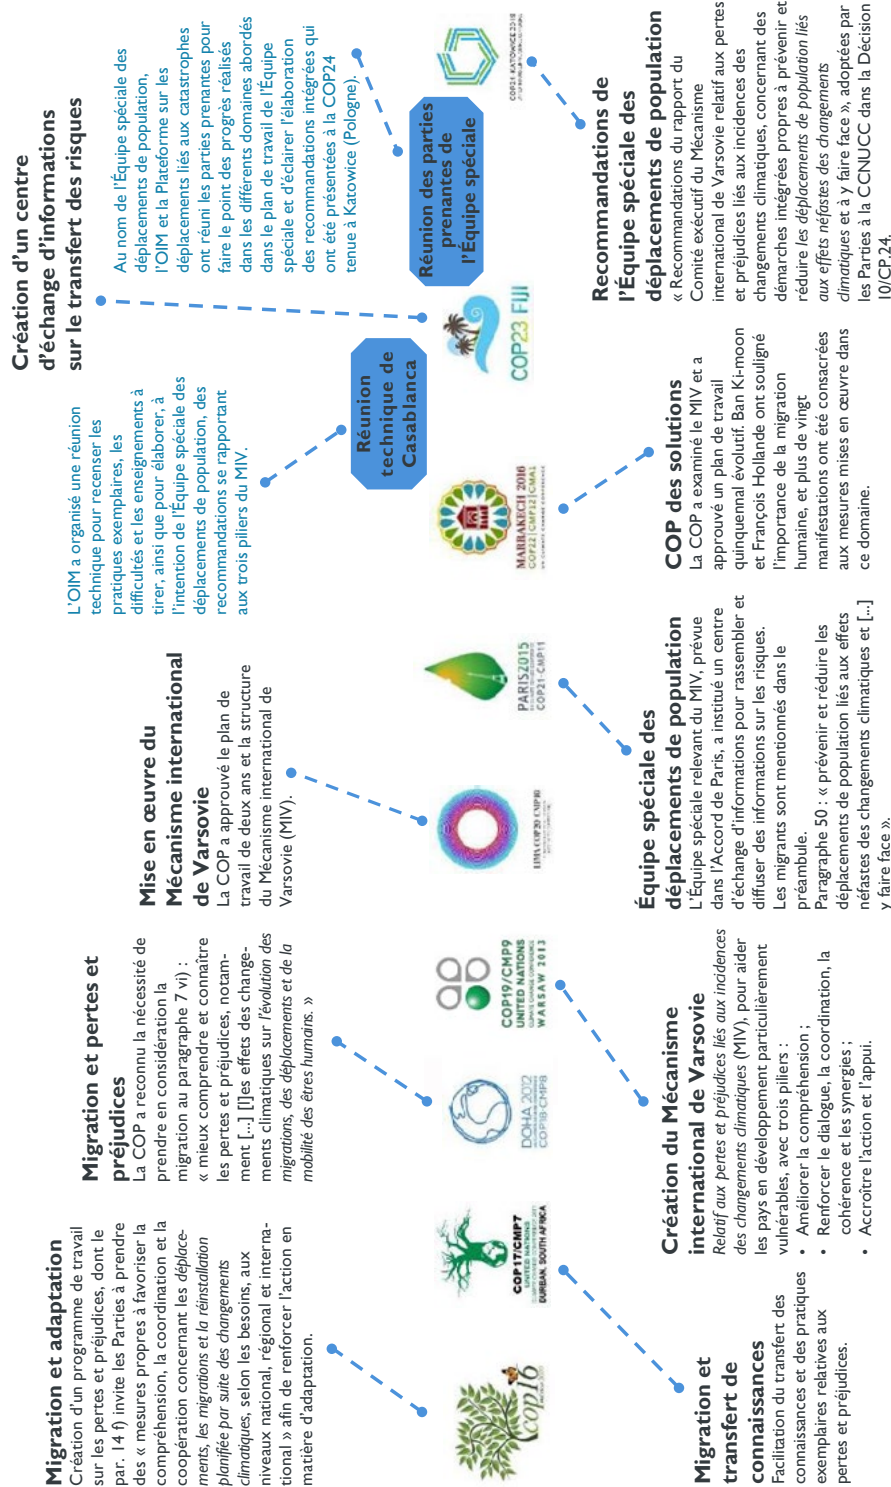 Migration et adaptation
Création d'un programme de travail
sur les pertes et préjudices, dont le
par. 14 f) invite les Parties à prendre
des « mesures propres à favoriser la
compréhension, la coordination et la
coopération concernant les déplace-
ments, les migrations et la réinstallation
planifiée par suite des changements
climatiques, selon les besoins, aux
niveaux national, régional et interna-
tional » afin de renforcer l'action en
matière d'adaptation.
Migration et pertes et
préjudices
La COP a reconnu la nécessité de
prendre en considération la
migration au paragraphe 7 vi) :
« mieux comprendre et connaître
les pertes et préjudices, notam-
ment [...] [l]es effets des change-
ments climatiques sur l'évolution des
migrations, des déplacements et de la
mobilité des êtres humains. »
Mise en œuvre du
Mécanisme international
de Varsovie
La COP a approuvé le plan de
travail de deux ans et la structure
du Mécanisme international de
Varsovie (MIV).
L'OIM a organisé une réunion
technique pour recenser les
pratiques exemplaires, les
difficultés et les enseignements à
tirer, ainsi que pour élaborer, à
l'intention de l'Équipe spéciale des
déplacements de population, des
recommandations se rapportant
aux trois piliers du MIV.
Réunion
technique de
Casablanca
Création d'un centre
d'échange d'informations
sur le transfert des risques
Au nom de l'Équipe spéciale des
déplacements de population,
l'OIM et la Plateforme sur les
déplacements liés aux catastrophes
ont réuni les parties prenantes pour
faire le point des progrès réalisés
dans les différents domaines abordés
dans le plan de travail de l'Équipe
spéciale et d'éclairer l'élaboration
des recommandations intégrées qui
ont été présentées à la COP24
tenue à Katowice (Pologne).
Réunion des parties
prenantes de
l'Équipe spéciale
cop16
COP17/CMP7
UNITED NATIONS
DURBAN, SOUTH AFRICA
DOHA 2012
COP18·CMP8
COP19/CMP9
UNITED NATIONS
CLIMATE CHANGE CONFERENCE
WARSAW 2013
LIMA COP20 CMP10
PARIS2015
COP21·CMP11
MARRAKECH 2016
COP22|CMP12|CMA1
UN CLIMATE CHANGE CONFERENCE
COP23 FIJI
COP24·KATOWICE 2018
Migration et
transfert de
connaissances
Facilitation du transfert des
connaissances et des pratiques
exemplaires relatives aux
pertes et préjudices.
Création du Mécanisme
international de Varsovie
Relatif aux pertes et préjudices liés aux incidences
des changements climatiques (MIV), pour aider
les pays en développement particulièrement
vulnérables, avec trois piliers :
• Améliorer la compréhension ;
• Renforcer le dialogue, la coordination, la
cohérence et les synergies ;
• Accroître l'action et l'appui.
Équipe spéciale des
déplacements de population
L'Équipe spéciale relevant du MIV, prévue
dans l'Accord de Paris, a institué un centre
d'échange d'informations pour rassembler et
diffuser des informations sur les risques.
Les migrants sont mentionnés dans le
préambule.
Paragraphe 50 : « prévenir et réduire les
déplacements de population liés aux effets
néfastes des changements climatiques et [...]
y faire face ».
COP des solutions
La COP a examiné le MIV et a
approuvé un plan de travail
quinquennal évolutif. Ban Ki-moon
et François Hollande ont souligné
l'importance de la migration
humaine, et plus de vingt
manifestations ont été consacrées
aux mesures mises en œuvre dans
ce domaine.
Recommandations de
l'Équipe spéciale des
déplacements de population
« Recommandations du rapport du
Comité exécutif du Mécanisme
international de Varsovie relatif aux pertes
et préjudices liés aux incidences des
changements climatiques, concernant des
démarches intégrées propres à prévenir et
réduire les déplacements de population liés
aux effets néfastes des changements
climatiques et à y faire face », adoptées par
les Parties à la CCNUCC dans la Décision
10/CP.24.